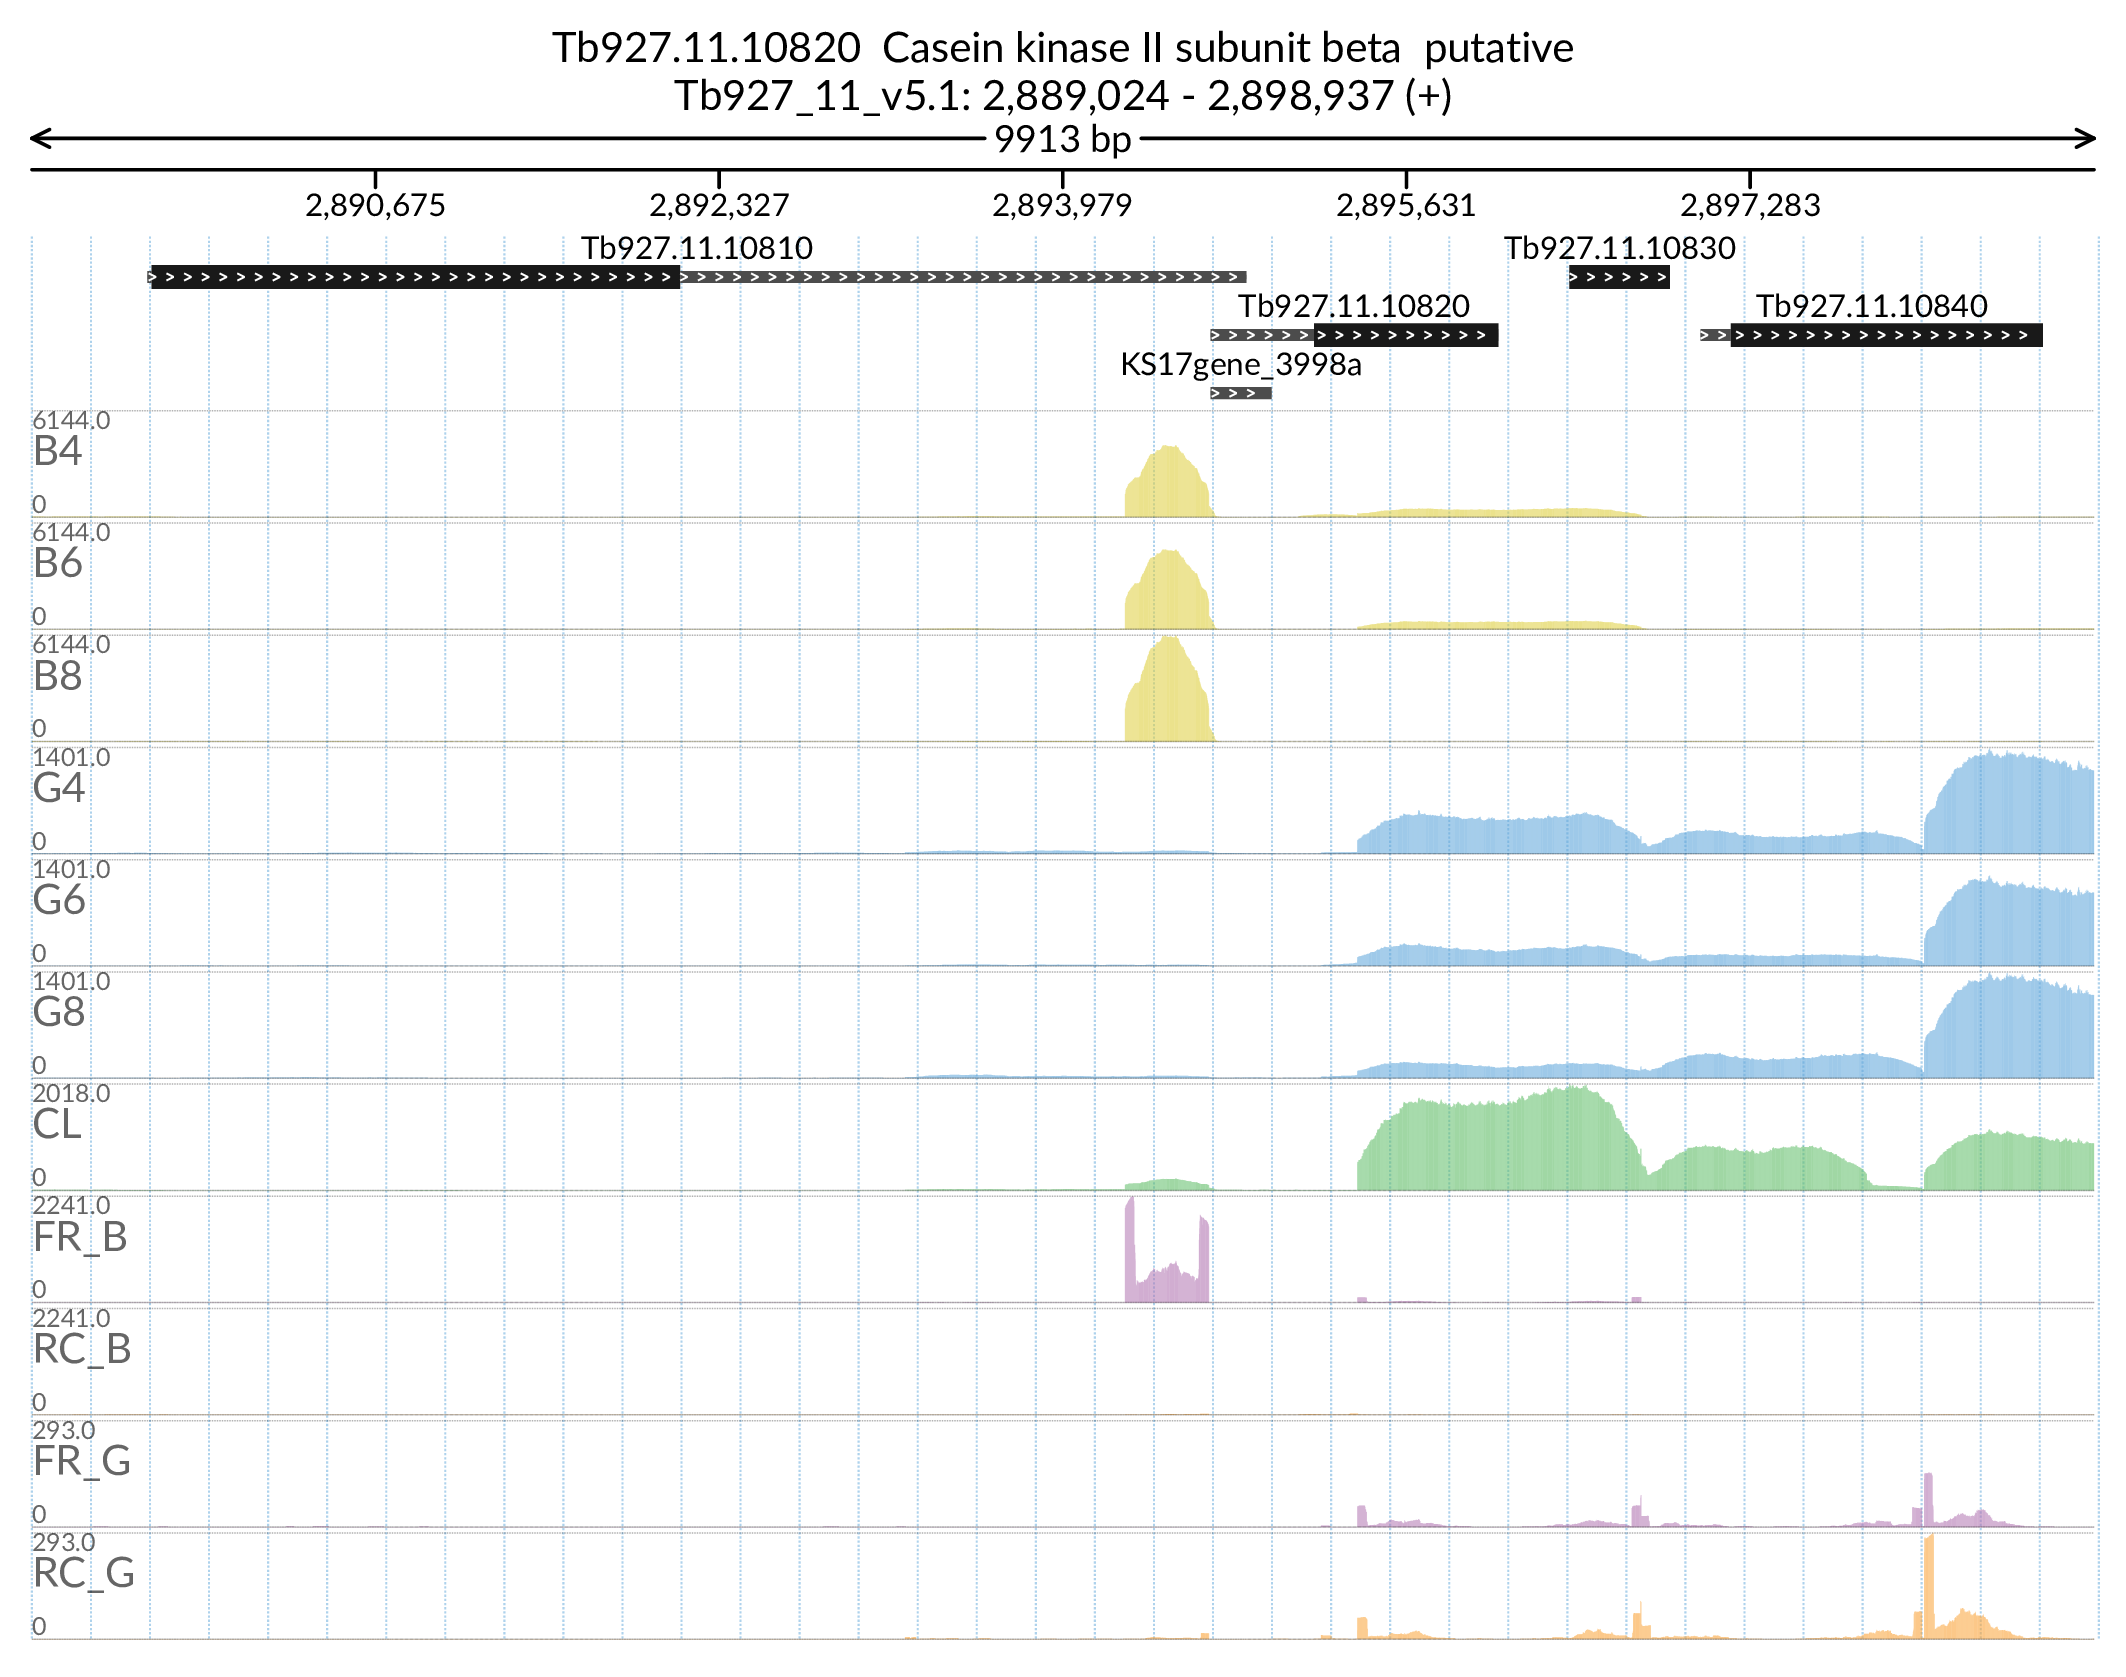 Tb927.11.10820  Casein kinase II subunit beta  putative
Tb927_11_v5.1: 2,889,024 - 2,898,937 (+)
9913 bp
2,890,675 2,892,327 2,893,979 2,895,631 2,897,283
Tb927.11.10810 Tb927.11.10830
Tb927.11.10820 Tb927.11.10840
KS17gene_3998a
6144.0
B4
0
6144.0
B6
0
6144.0
B8
0
1401.0
G4
0
1401.0
G6
0
1401.0
G8
0
2018.0
CL
0
2241.0
FR_B
0
2241.0
RC_B
0
293.0
FR_G
0
293.0
RC_G
0